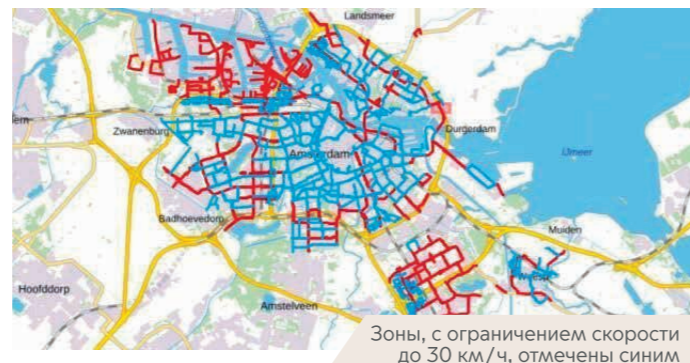 Landsmeer
Zwanenburg
Amsterdam
Durgerdam
IJmeer
Badhoevedorp
Muiden
Hoofddorp
Amstelveen
Зоны, с ограничением скорости
до 30 км/ч, отмечены синим